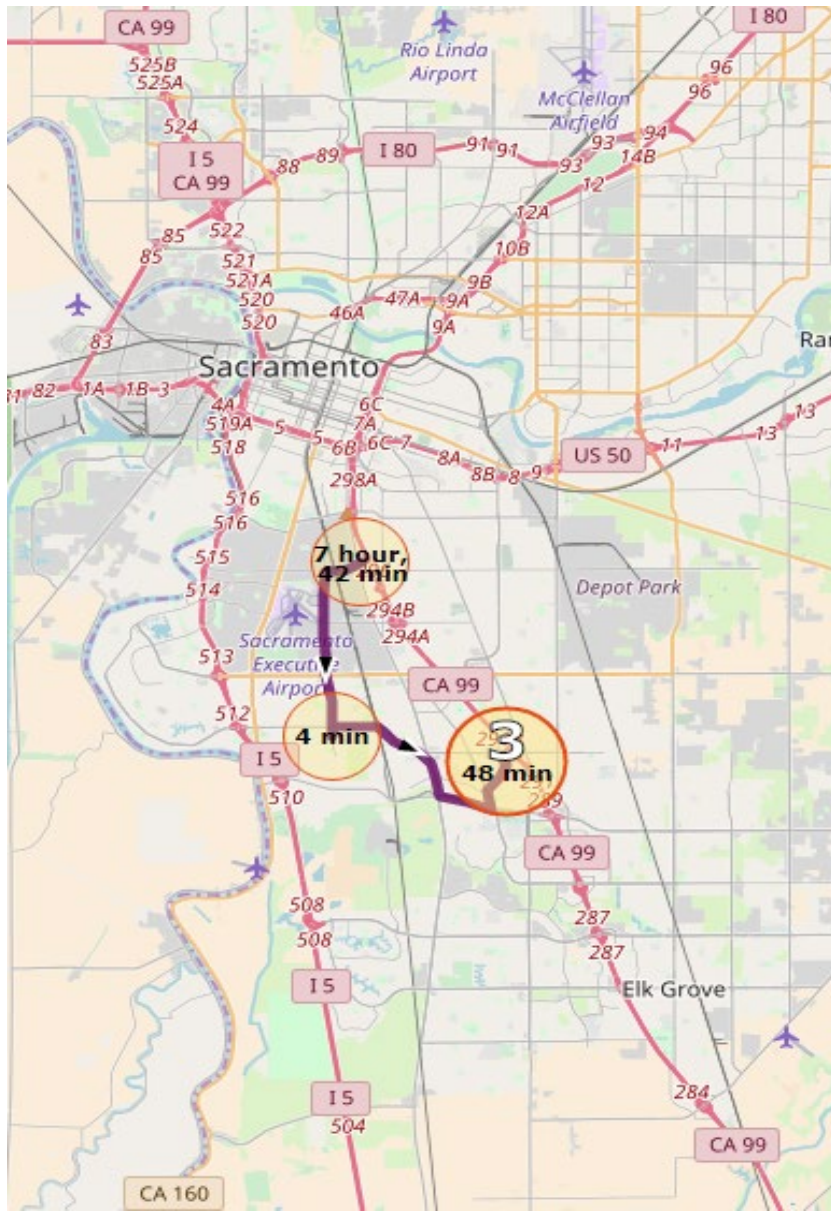 CA 99
I 80
Rio Linda
Airport
525B
525A
96
96
McClellan
Airfield
524
I 5
CA 99
88
89
I 80
91
91
93
93
94
14B
12
12A
85
85
522
521
521A
520
520
10B
9B
9A
9A
46A
47A
83
Sacramento
82
1A
1B
3
4A
519A
518
5
5
6C
7A
6B
6C
7
8A
8B
8
9
US 50
11
13
13
298A
516
516
515
514
7 hour,
42 min
Depot Park
294B
294A
Sacramento
Executive
Airport
513
CA 99
512
4 min
3
48 min
I 5
510
CA 99
508
508
287
287
I 5
Elk Grove
I 5
504
284
CA 99
CA 160